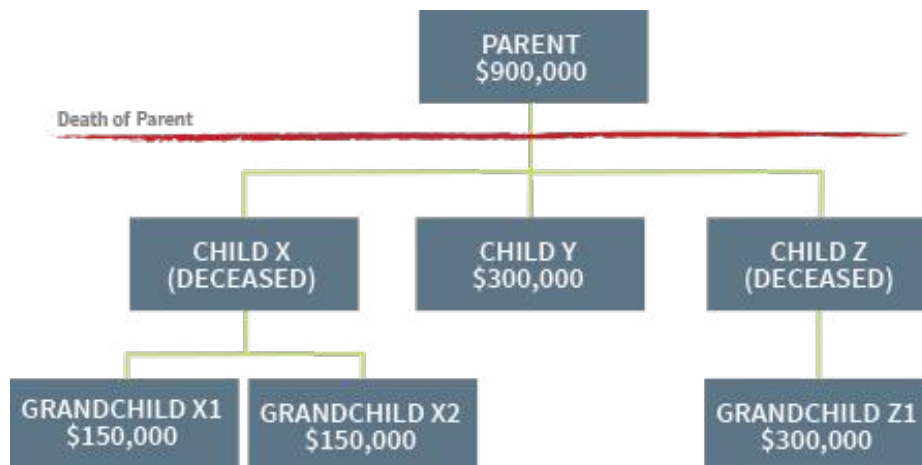 PARENT
$900,000
Death of Parent
CHILD X
(DECEASED)
CHILD Y
$300,000
CHILD Z
(DECEASED)
GRANDCHILD X1
$150,000
GRANDCHILD X2
$150,000
GRANDCHILD Z1
$300,000